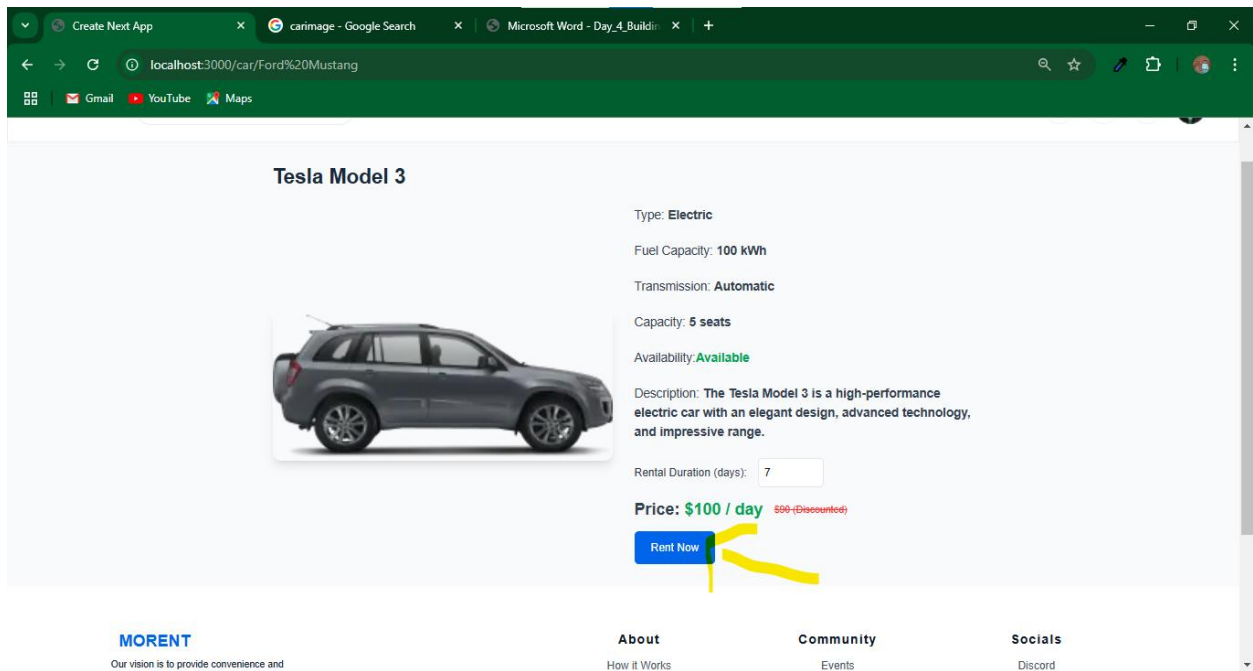 Create Next App
carimage - Google Search
Microsoft Word - Day_4_Buildin
localhost:3000/car/Ford%20Mustang
Gmail
YouTube
Maps
Tesla Model 3
Type: Electric
Fuel Capacity: 100 kWh
Transmission: Automatic
Capacity: 5 seats
Availability:Available
Description: The Tesla Model 3 is a high-performance
electric car with an elegant design, advanced technology,
and impressive range.
Rental Duration (days): 7
Price: $100 / day $90 (Discounted)
Rent Now
MORENT
Our vision is to provide convenience and
About
How it Works
Community
Events
Socials
Discord